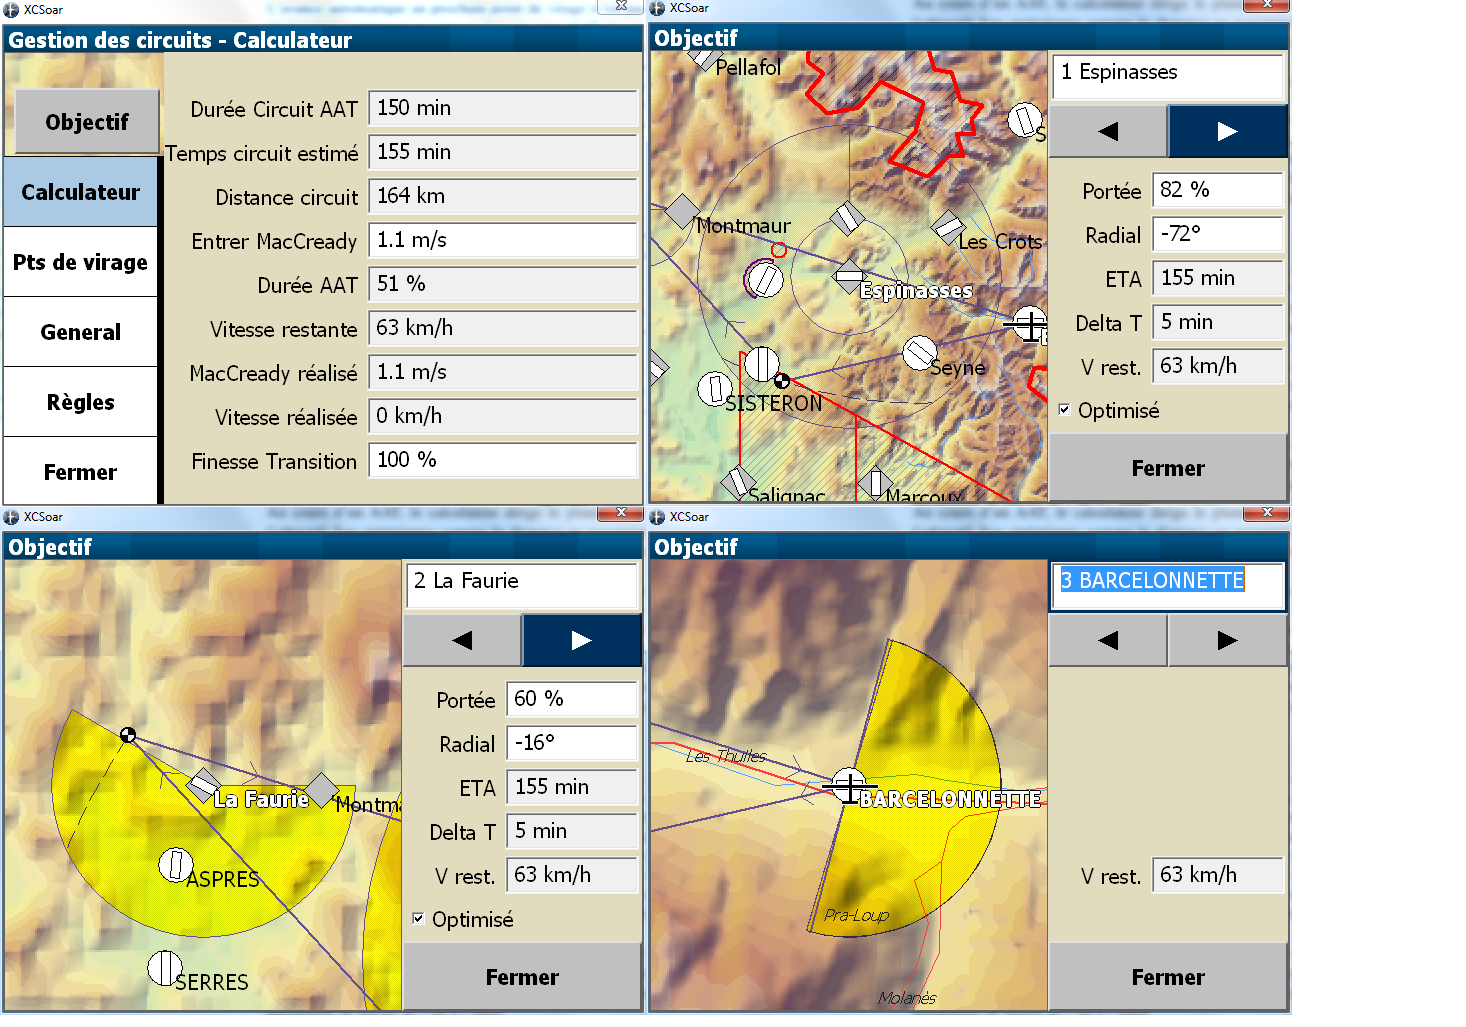 XCSoar
Gestion des circuits - Calculateur
Objectif
Calculateur
Pts de virage
General
Règles
Fermer
Durée Circuit AAT 150 min
Temps circuit estimé 155 min
Distance circuit 164 km
Entrer MacCready 1.1 m/s
Durée AAT 51 %
Vitesse restante 63 km/h
MacCready réalisé 1.1 m/s
Vitesse réalisée 0 km/h
Finesse Transition 100 %
XCSoar
Objectif
Pellafol
S
Montmaur
Les Crots
Espinasses
Seyne
SISTERON
Salignac
Marcoux
1 Espinasses
Portée 82 %
Radial -72°
ETA 155 min
Delta T 5 min
V rest. 63 km/h
Optimisé
Fermer
XCSoar
Objectif
La Faurie
Montma
ASPRES
SERRES
2 La Faurie
Portée 60 %
Radial -16°
ETA 155 min
Delta T 5 min
V rest. 63 km/h
Optimisé
Fermer
XCSoar
Objectif
Les Thuiles
BARCELONNETTE
Pra-Loup
Molanès
3 BARCELONNETTE
V rest. 63 km/h
Fermer